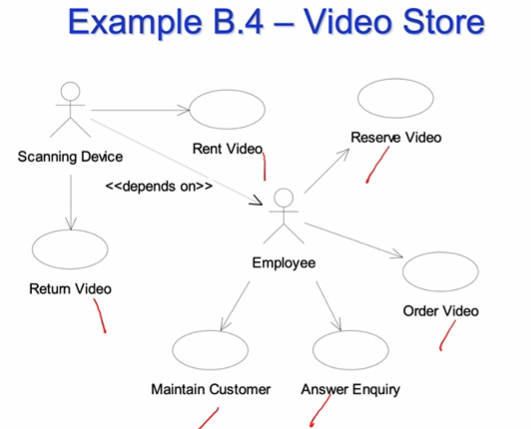 Example B.4 – Video Store
Scanning Device
Rent Video
Reserve Video
<<depends on>>
Employee
Return Video
Order Video
Maintain Customer
Answer Enquiry